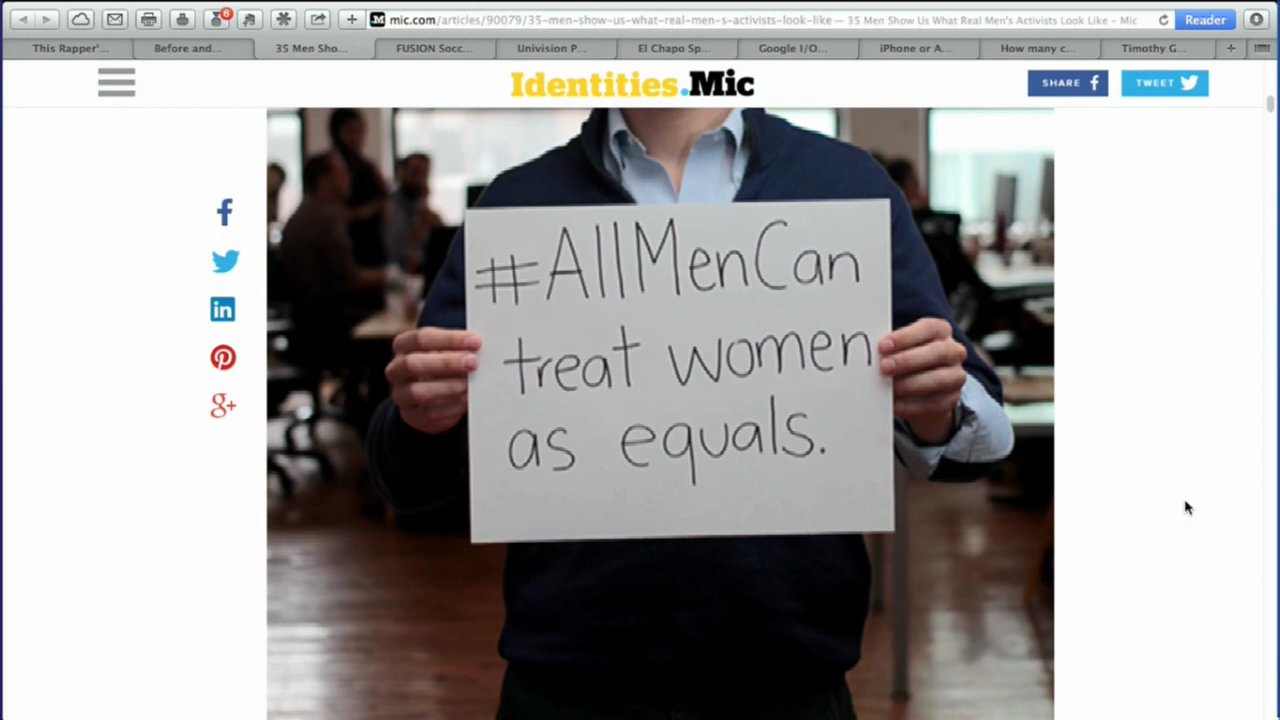 6
mic.com/articles/90079/35-men-show-us-what-real-men-s-activists-look-like — 35 Men Show Us What Real Men's Activists Look Like – Mic
Reader
This Rapper'...
Before and...
35 Men Sho...
FUSION Socc...
Univision P...
El Chapo Sp...
Google I/O...
iPhone or A...
How many c...
Timothy G...
Identities.Mic
SHARE
TWEET
#AllMenCan
treat women
as equals.